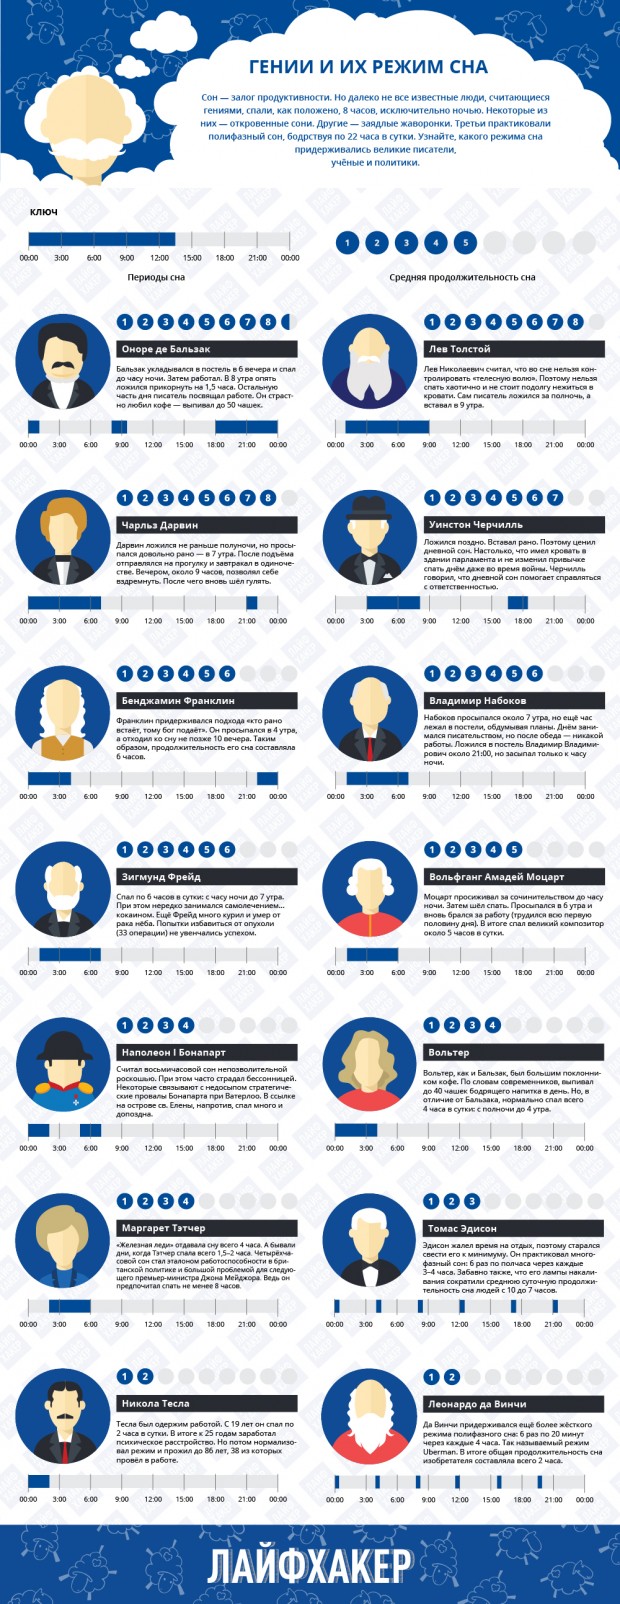 ГЕНИИ И ИХ РЕЖИМ СНА
Сон — залог продуктивности. Но далеко не все известные люди, считающиеся
гениями, спали, как положено, 8 часов, исключительно ночью. Некоторые из
них — откровенные сони. Другие — заядлые жаворонки. Третьи практиковали
полифазный сон, бодрствуя по 22 часа в сутки. Узнайте, какого режима сна
придерживались великие писатели,
учёные и политики.
КЛЮЧ
00:00 3:00 6:00 9:00 12:00 15:00 18:00 21:00 00:00
Периоды сна
1 2 3 4 5
Средняя продолжительность сна
1 2 3 4 5 6 7 8
Оноре де Бальзак
Бальзак укладывался в постель в 6 вечера и спал
до часу ночи. Затем работал. В 8 утра опять
ложился прикорнуть на 1,5 часа. Остальную
часть дня писатель посвящал работе. Он страст-
но любил кофе — выпивал до 50 чашек.
00:00 3:00 6:00 9:00 12:00 15:00 18:00 21:00 00:00
1 2 3 4 5 6 7 8
Лев Толстой
Лев Николаевич считал, что во сне нельзя кон-
тролировать «телесную волю». Поэтому нельзя
спать хаотично и не стоит подолгу нежиться в
кровати. Сам писатель ложился за полночь, а
вставал в 9 утра.
00:00 3:00 6:00 9:00 12:00 15:00 18:00 21:00 00:00
1 2 3 4 5 6 7 8
Чарльз Дарвин
Дарвин ложился не раньше полуночи, но просы-
пался довольно рано — в 7 утра. После подъёма
отправлялся на прогулку и завтракал в одиноче-
стве. Вечером, около 9 часов, позволял себе
вздремнуть. После чего вновь шёл гулять.
00:00 3:00 6:00 9:00 12:00 15:00 18:00 21:00 00:00
1 2 3 4 5 6 7
Уинстон Черчилль
Ложился поздно. Вставал рано. Поэтому ценил
дневной сон. Настолько, что имел кровать в
здании парламента и не изменил привычке
спать днём даже во время войны. Черчилль
говорил, что дневной сон помогает справляться
с ответственностью.
00:00 3:00 6:00 9:00 12:00 15:00 18:00 21:00 00:00
1 2 3 4 5 6
Бенджамин Франклин
Франклин придерживался подхода «кто рано
встаёт, тому бог подаёт». Он просыпался в 4 утра,
а отходил ко сну не позже 10 вечера. Таким
образом, продолжительность его сна составляла
6 часов.
00:00 3:00 6:00 9:00 12:00 15:00 18:00 21:00 00:00
1 2 3 4 5 6
Владимир Набоков
Набоков просыпался около 7 утра, но ещё час
лежал в постели, обдумывая планы. Днём зани-
мался писательством, но после обеда — никакой
работы. Ложился в постель Владимир Владими-
рович около 21:00, но засыпал только к часу
ночи.
00:00 3:00 6:00 9:00 12:00 15:00 18:00 21:00 00:00
1 2 3 4 5 6
Зигмунд Фрейд
Спал по 6 часов в сутки: с часу ночи до 7 утра.
При этом нередко занимался самолечением...
кокаином. Ещё Фрейд много курил и умер от
рака нёба. Попытки избавиться от опухоли
(33 операции) не увенчались успехом.
00:00 3:00 6:00 9:00 12:00 15:00 18:00 21:00 00:00
1 2 3 4 5
Вольфганг Амадей Моцарт
Моцарт просиживал за сочинительством до часу
ночи. Затем шёл спать. Просыпался в 6 утра и
вновь брался за работу (трудился всю первую
половину дня). В итоге спал великий композитор
около 5 часов в сутки.
00:00 3:00 6:00 9:00 12:00 15:00 18:00 21:00 00:00
1 2 3 4
Наполеон I Бонапарт
Считал восьмичасовой сон непозволительной
роскошью. При этом часто страдал бессонницей.
Некоторые связывают с недосыпом стратегиче-
ские провалы Бонапарта при Ватерлоо. В ссылке
на острове св. Елены, напротив, спал много и
допоздна.
00:00 3:00 6:00 9:00 12:00 15:00 18:00 21:00 00:00
1 2 3 4
Вольтер
Вольтер, как и Бальзак, был большим поклонни-
ком кофе. По словам современников, выпивал
до 40 чашек бодрящего напитка в день. Но, в
отличие от Бальзака, нормально спал всего
4 часа в сутки: с полночи до 4 утра.
00:00 3:00 6:00 9:00 12:00 15:00 18:00 21:00 00:00
1 2 3 4
Маргарет Тэтчер
«Железная леди» отдавала сну всего 4 часа. А бывали
дни, когда Тэтчер спала всего 1,5–2 часа. Четырёхча-
совой сон стал эталоном работоспособности в бри-
танской политике и большой проблемой для следую-
щего премьер-министра Джона Мейджора. Ведь он
предпочитал спать не менее 8 часов.
00:00 3:00 6:00 9:00 12:00 15:00 18:00 21:00 00:00
1 2 3
Томас Эдисон
Эдисон жалел время на отдых, поэтому старался
свести его к минимуму. Он практиковал много-
фазный сон: 6 раз по полчаса через каждые
3–4 часа. Забавно также, что его лампы накали-
вания сократили среднюю суточную продолжи-
тельность сна людей с 10 до 7 часов.
00:00 3:00 6:00 9:00 12:00 15:00 18:00 21:00 00:00
1 2
Никола Тесла
Тесла был одержим работой. С 19 лет он спал по
2 часа в сутки. В итоге к 25 годам заработал
психическое расстройство. Но потом нормализо-
вал режим и прожил до 86 лет, 38 из которых
провёл в работе.
00:00 3:00 6:00 9:00 12:00 15:00 18:00 21:00 00:00
1 2
Леонардо да Винчи
Да Винчи придерживался ещё более жёсткого
режима полифазного сна: 6 раз по 20 минут
через каждые 4 часа. Так называемый режим
Uberman. В итоге общая продолжительность сна
изобретателя составляла всего 2 часа.
00:00 3:00 6:00 9:00 12:00 15:00 18:00 21:00 00:00
ЛАЙФХАКЕР